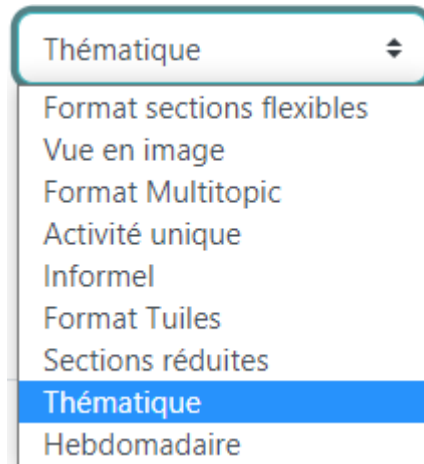 Thématique
Format sections flexibles
Vue en image
Format Multitopic
Activité unique
Informel
Format Tuiles
Sections réduites
Thématique
Hebdomadaire